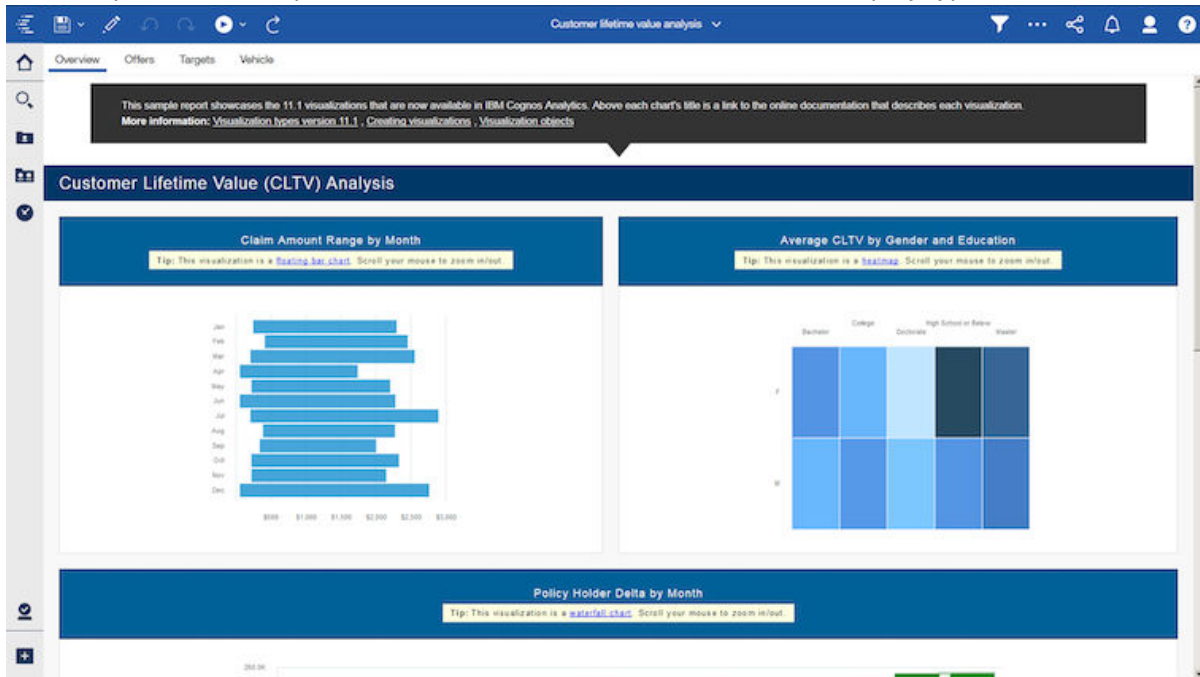 Customer lifetime value analysis
Overview Offers Targets Vehicle
This sample report showcases the 11.1 visualizations that are now available in IBM Cognos Analytics. Above each chart's title is a link to the online documentation that describes each visualization.
More information: Visualization types version 11.1 , Creating visualizations , Visualization objects
Customer Lifetime Value (CLTV) Analysis
Claim Amount Range by Month
Tip: This visualization is a floating bar chart. Scroll your mouse to zoom in/out.
Jan
Feb
Mar
Apr
May
Jun
Jul
Aug
Sep
Oct
Nov
Dec
$500 $1,000 $1,500 $2,000 $2,500 $3,000
Average CLTV by Gender and Education
Tip: This visualization is a heatmap. Scroll your mouse to zoom in/out.
Bachelor College Doctorate High School or Below Master
F
M
Policy Holder Delta by Month
Tip: This visualization is a waterfall chart. Scroll your mouse to zoom in/out.